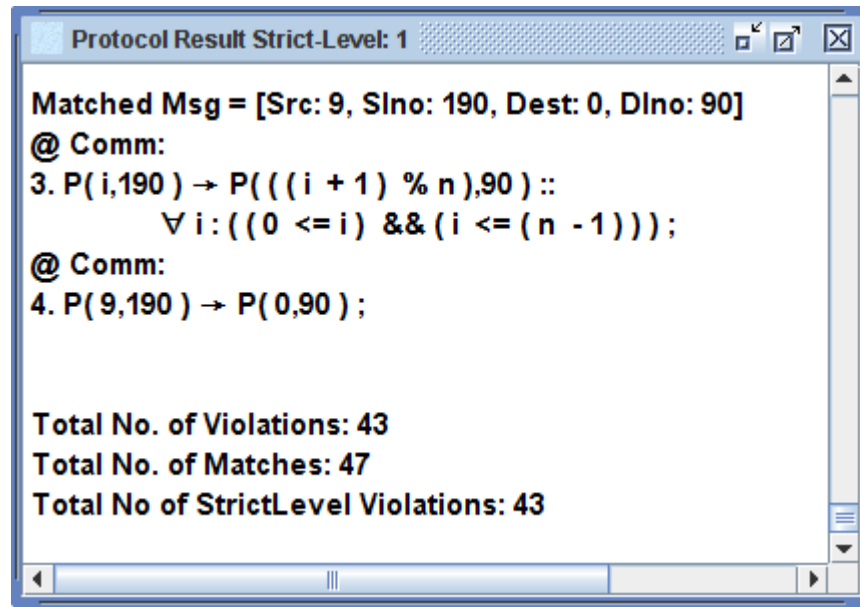 Protocol Result Strict-Level: 1
Matched Msg = [Src: 9, Slno: 190, Dest: 0, Dlno: 90]
@ Comm:
3. P( i,190 ) → P( ( ( i + 1 ) % n ),90 ) ::
∀ i : ( ( 0 <= i ) && ( i <= ( n - 1 ) ) ) ;
@ Comm:
4. P( 9,190 ) → P( 0,90 ) ;
Total No. of Violations: 43
Total No. of Matches: 47
Total No of StrictLevel Violations: 43